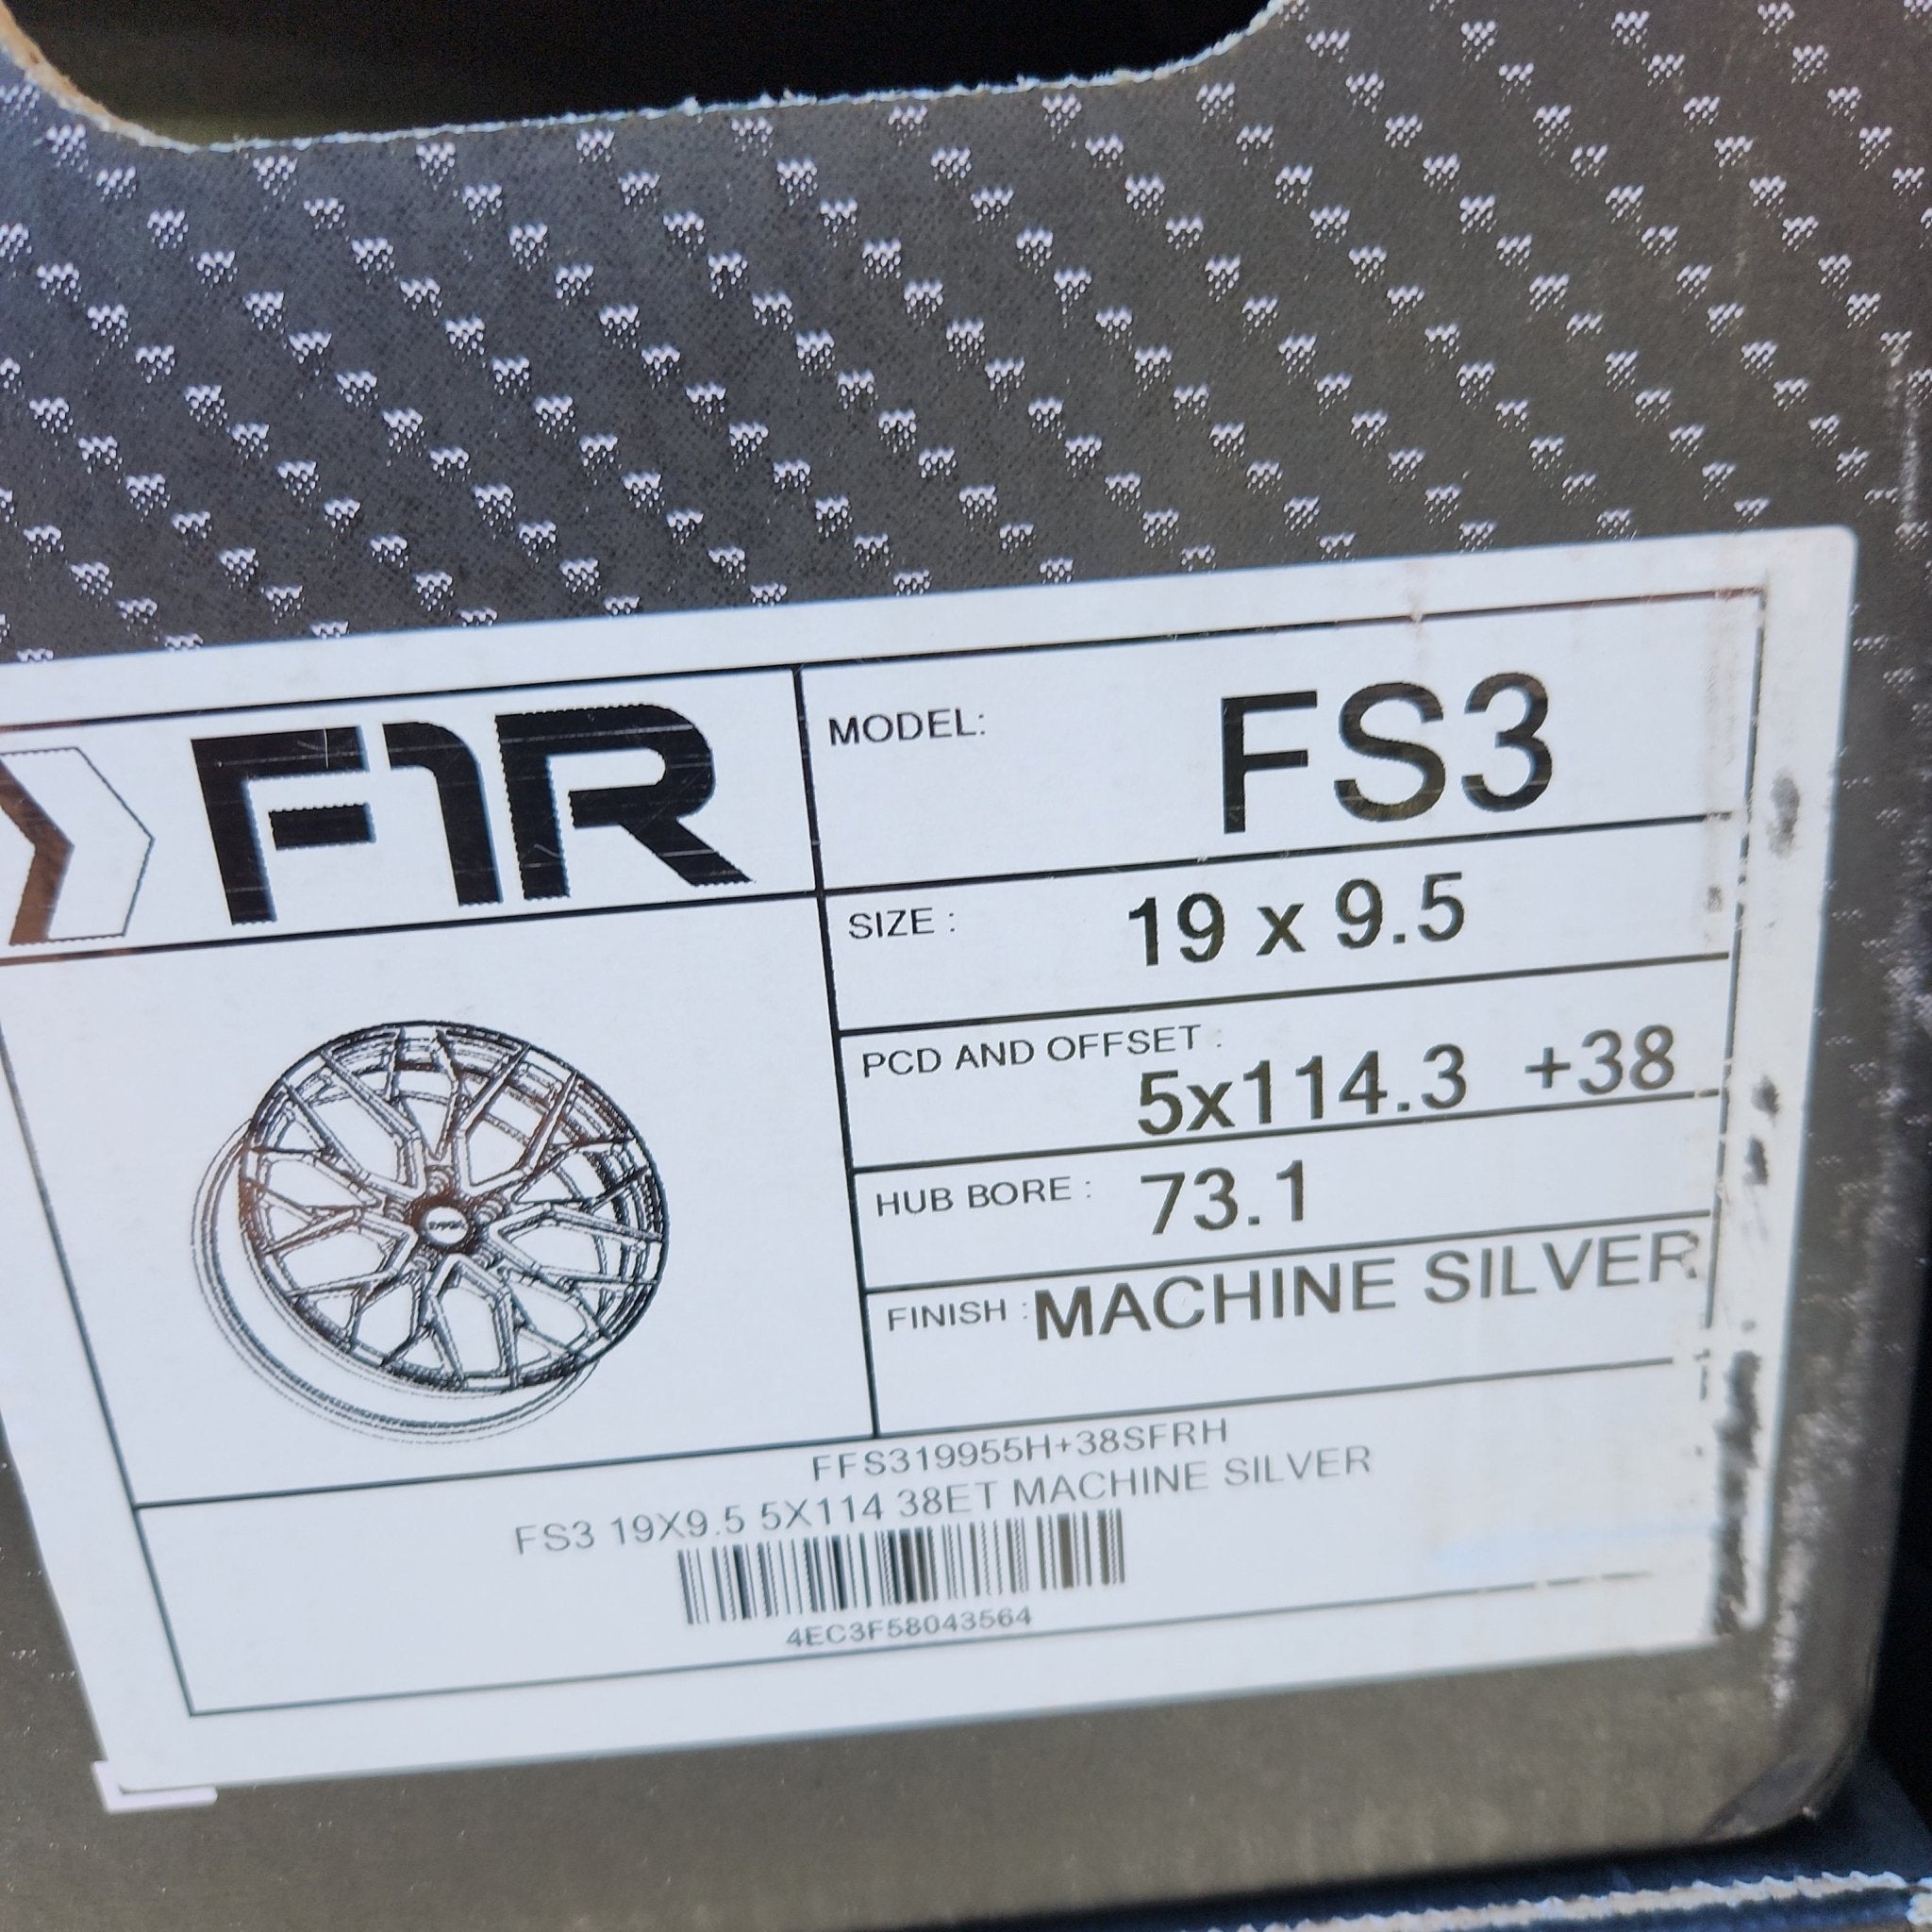 F1R
MODEL: FS3
SIZE : 19 x 9.5
PCD AND OFFSET :
5x114.3 +38
HUB BORE : 73.1
FINISH : MACHINE SILVER
FFS319955H+38SFRH
FS3 19X9.5 5X114 38ET MACHINE SILVER
4EC3F58043564